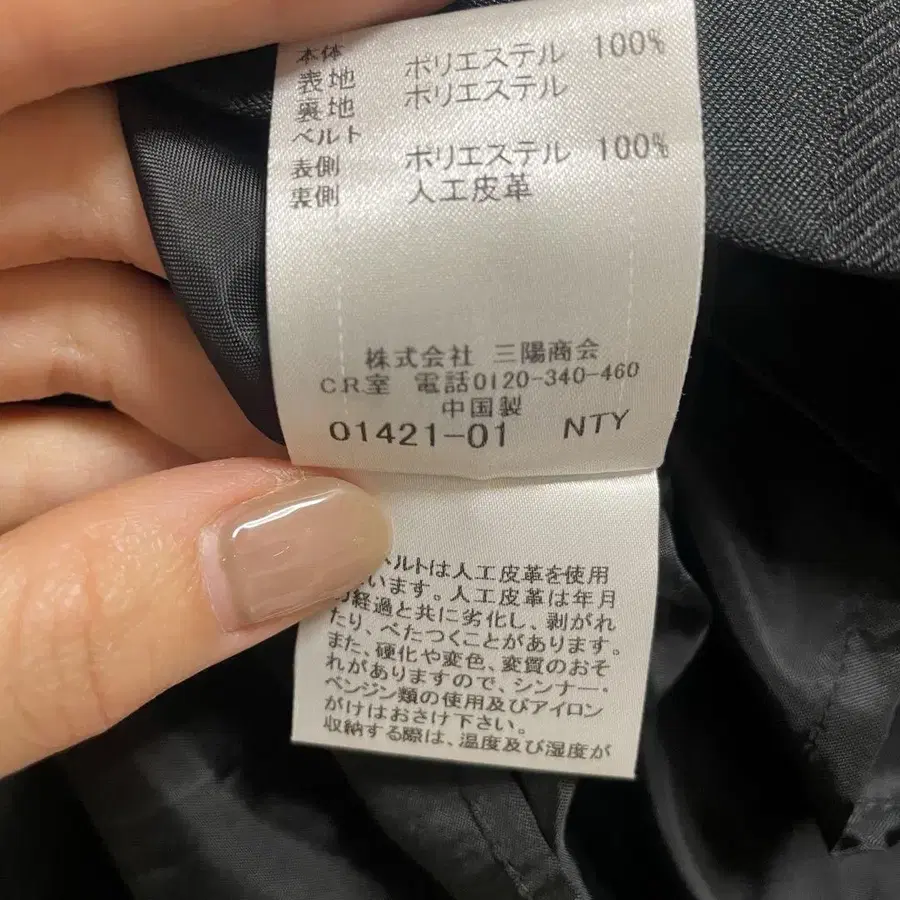 本体
表地 ポリエステル 100%
裏地 ポリエステル
ベルト
表側 ポリエステル 100%
裏側 人工皮革
株式会社 三陽商会
C.R.室 電話0120-340-460
中国製
01421-01 NTY
ルトは人工皮革を使用
います。人工皮革は年月
の経過と共に劣化し、剥がれ
たり、べたつくことがあります。
また、硬化や変色、変質のおそ
れがありますので、シンナー・
ベンジン類の使用及びアイロン
がけはおさけ下さい。
収納する際は、温度及び湿度が